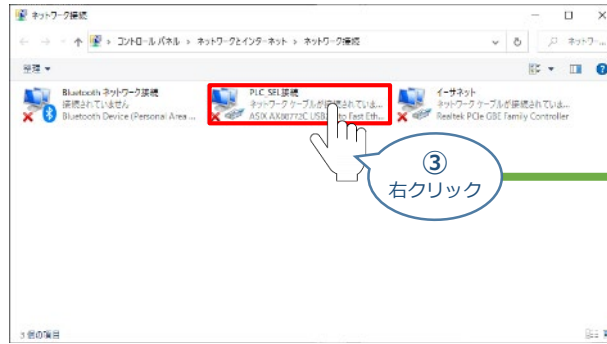 ネットワーク接続
コントロール パネル › ネットワークとインターネット › ネットワーク接続
ネットワー...
整理
Bluetooth ネットワーク接続
接続されていません
Bluetooth Device (Personal Area ...
PLC_SEL接続
ネットワーク ケーブルが接続されていま...
ASIX AX88772C USB2 to Fast Eth...
イーサネット
ネットワーク ケーブルが接続されていま...
Realtek PCIe GBE Family Controller
③
右クリック
3 個の項目